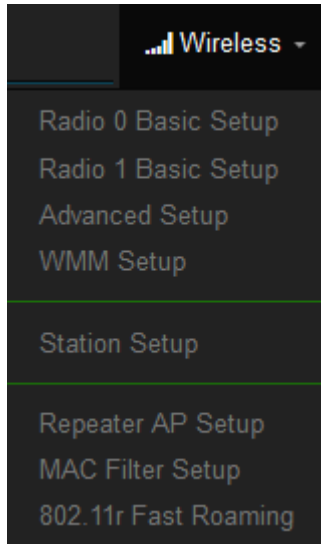 Wireless
Radio 0 Basic Setup
Radio 1 Basic Setup
Advanced Setup
WMM Setup
Station Setup
Repeater AP Setup
MAC Filter Setup
802.11r Fast Roaming